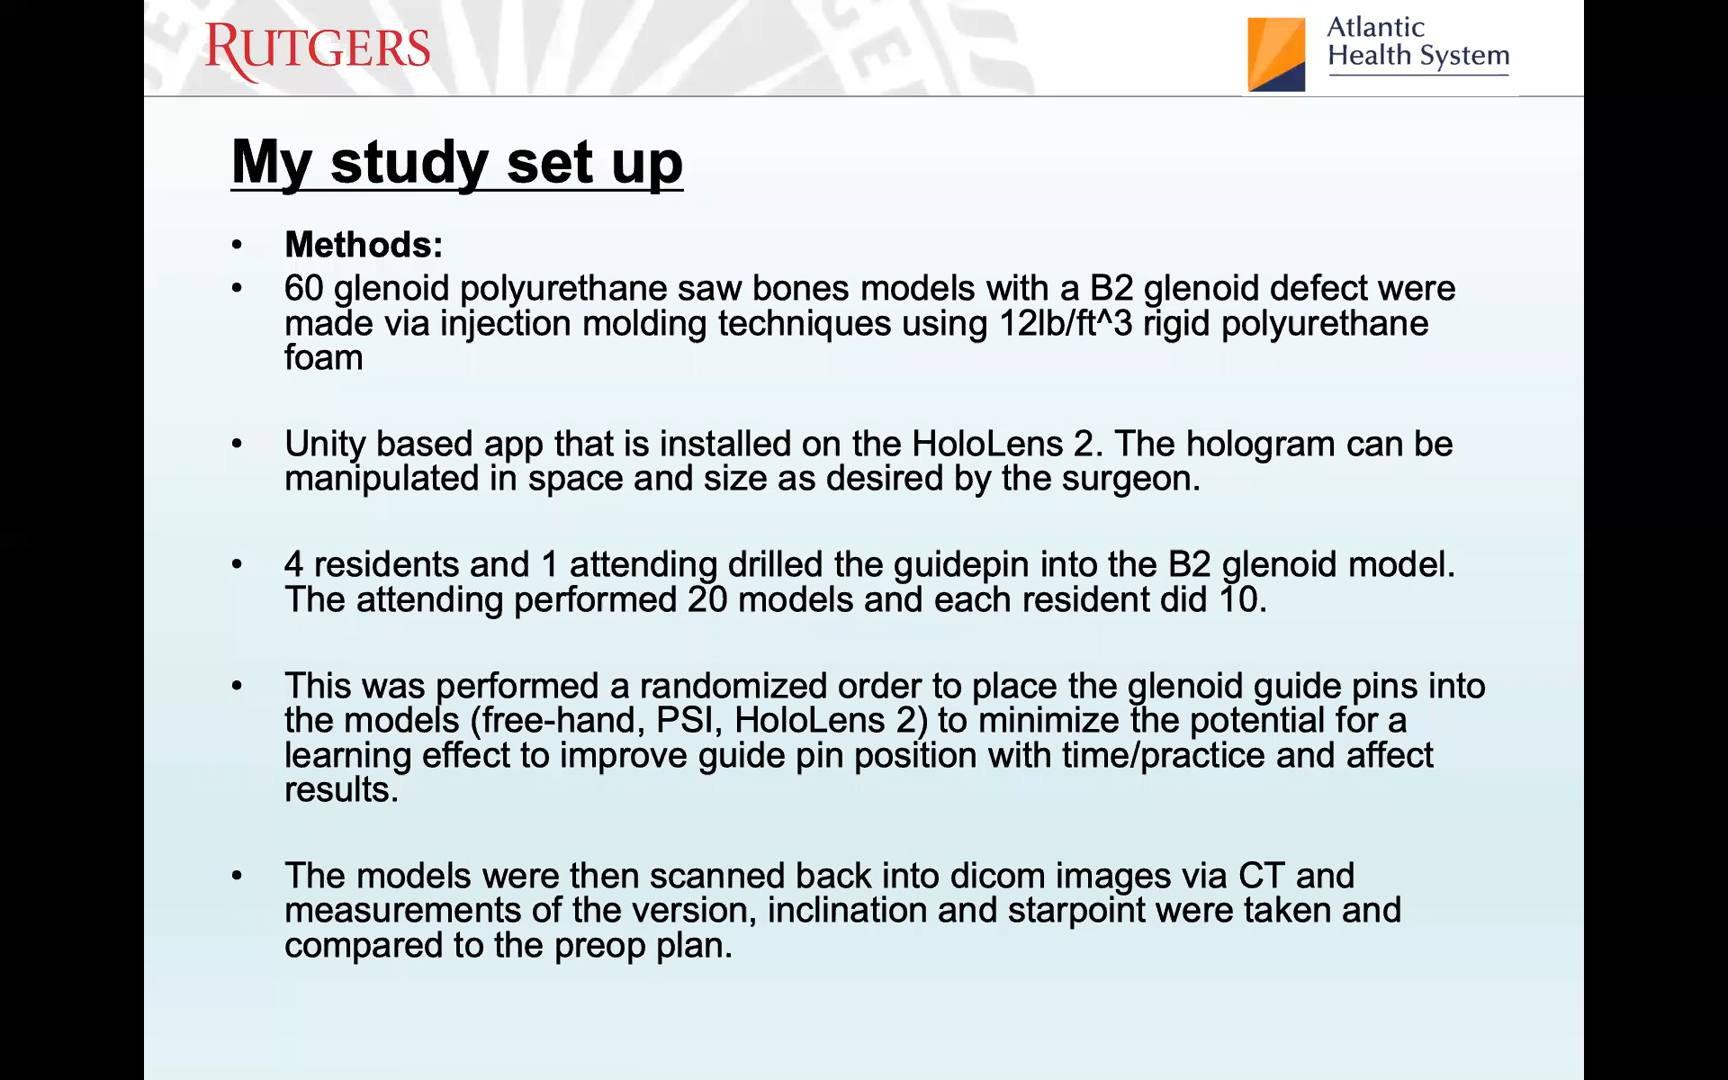 RUTGERS
Atlantic
Health System
My study set up
• Methods:
• 60 glenoid polyurethane saw bones models with a B2 glenoid defect were
made via injection molding techniques using 12lb/ft^3 rigid polyurethane
foam
• Unity based app that is installed on the HoloLens 2. The hologram can be
manipulated in space and size as desired by the surgeon.
• 4 residents and 1 attending drilled the guidepin into the B2 glenoid model.
The attending performed 20 models and each resident did 10.
• This was performed a randomized order to place the glenoid guide pins into
the models (free-hand, PSI, HoloLens 2) to minimize the potential for a
learning effect to improve guide pin position with time/practice and affect
results.
• The models were then scanned back into dicom images via CT and
measurements of the version, inclination and starpoint were taken and
compared to the preop plan.